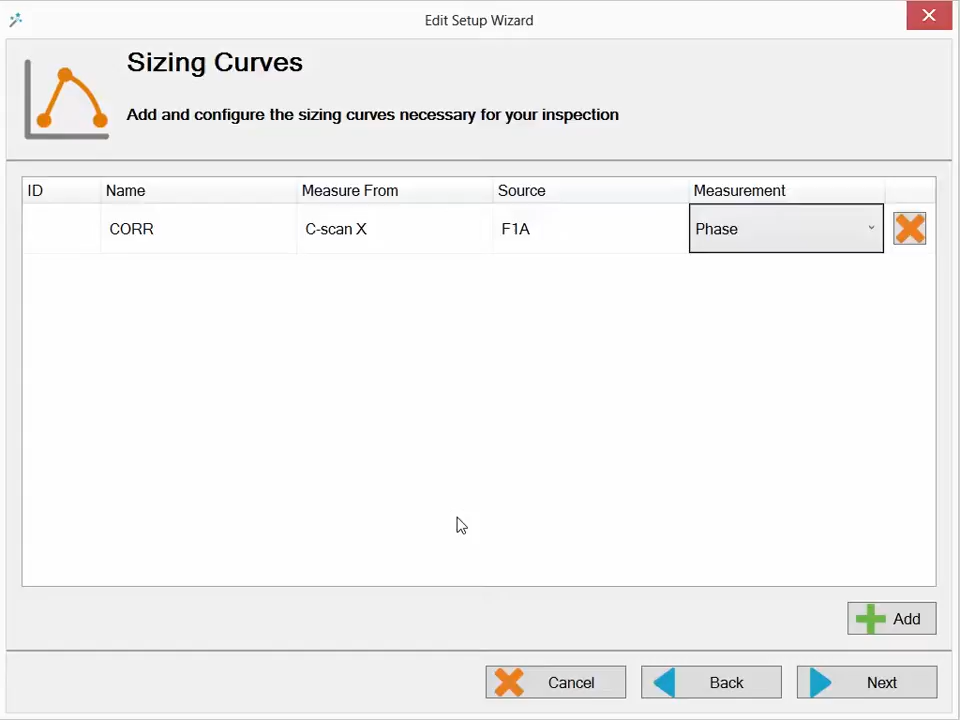 Edit Setup Wizard
Sizing Curves
Add and configure the sizing curves necessary for your inspection
ID Name Measure From Source Measurement
CORR C-scan X F1A Phase
Add
Cancel Back Next